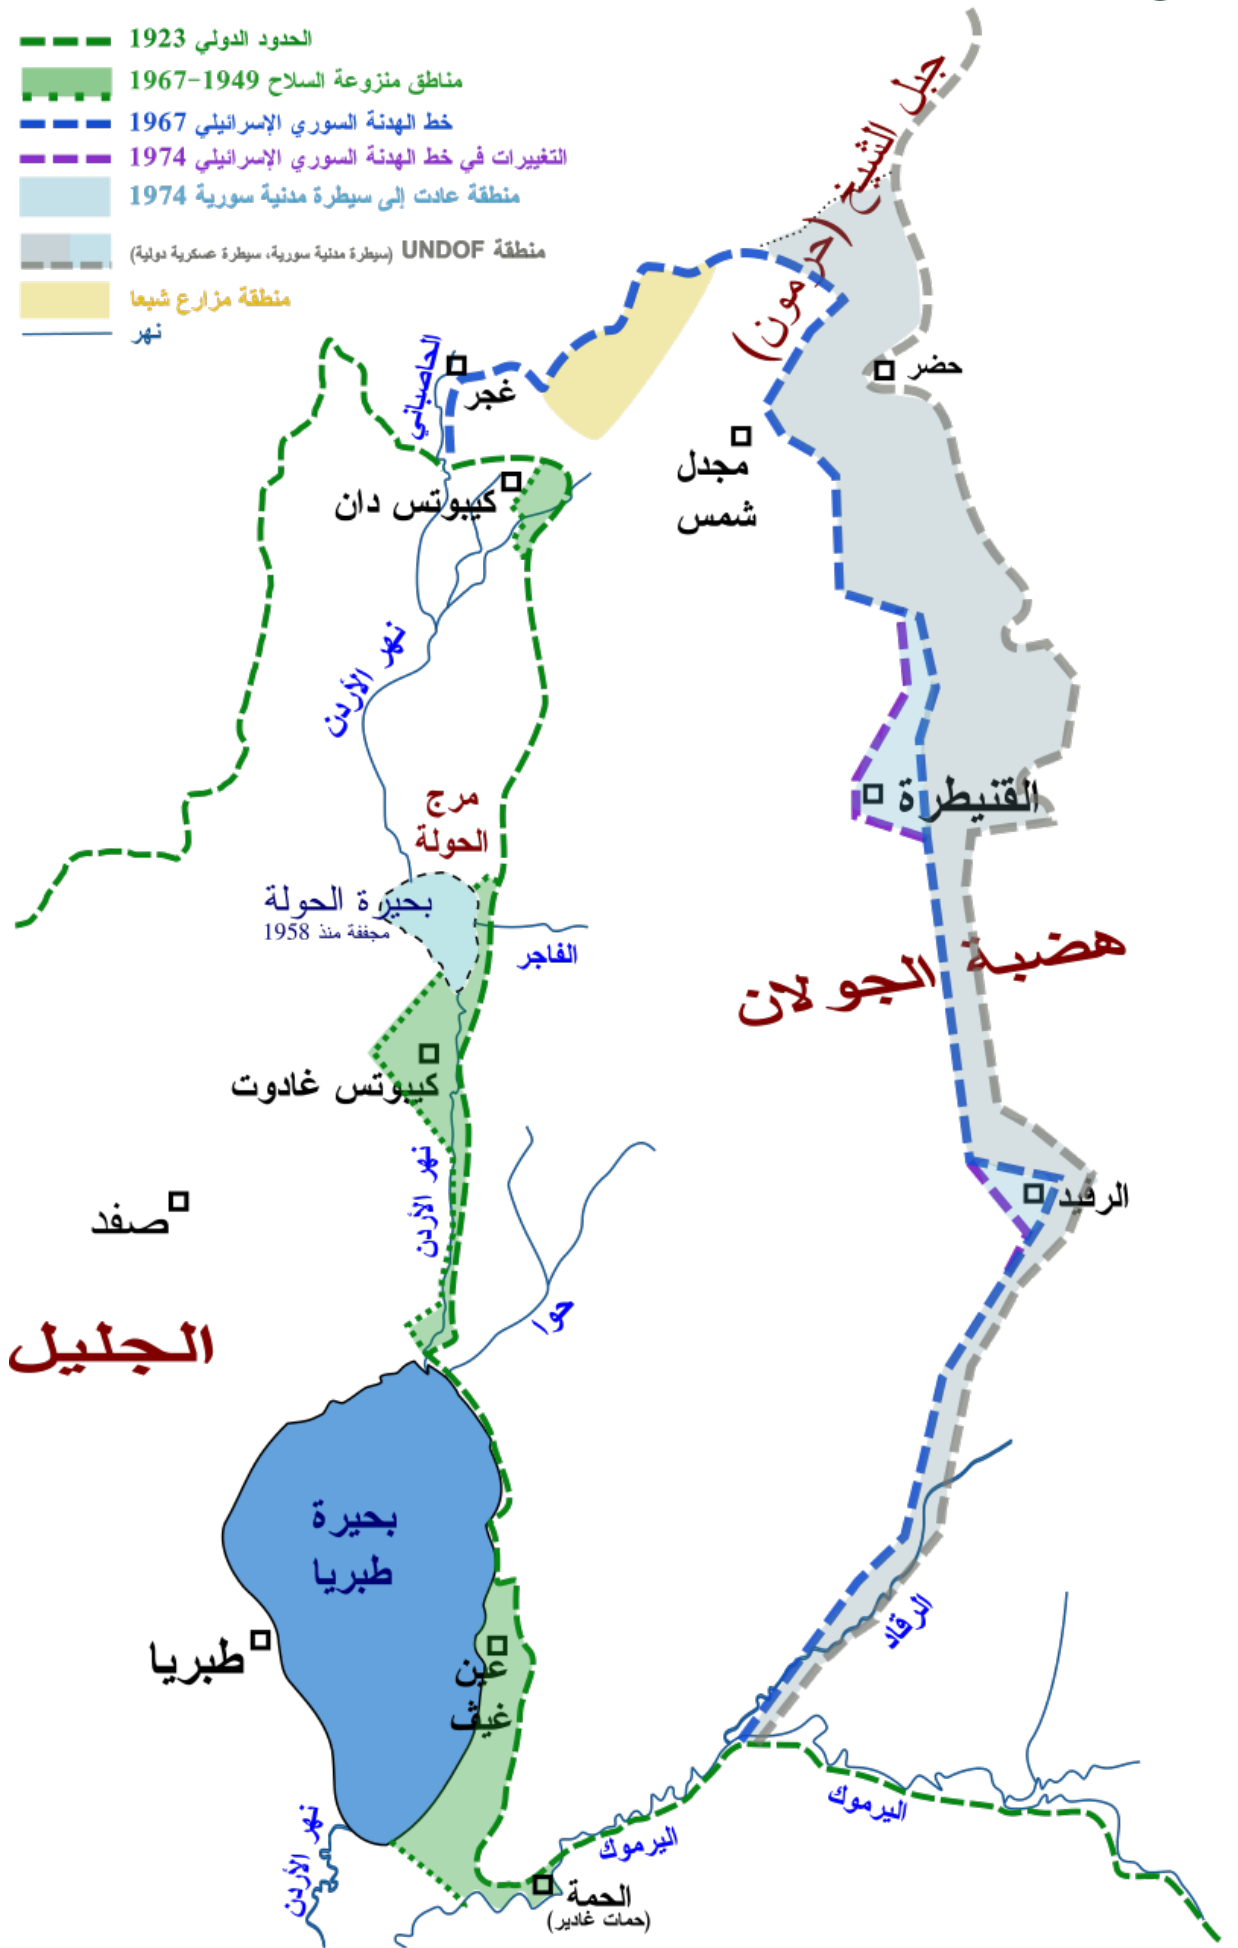 الحدود الدولي 1923
مناطق منزوعة السلاح 1949-1967
خط الهدنة السوري الإسرائيلي 1967
التغييرات في خط الهدنة السوري الإسرائيلي 1974
منطقة عادت إلى سيطرة مدنية سورية 1974
منطقة UNDOF (سيطرة مدنية سورية، سيطرة عسكرية دولية)
منطقة مزارع شبعا
نهر
جبل الشيخ
(حرمون)
حضر
الحاصباني
غجر
مجدل
شمس
كيبوتس دان
نهر الأردن
القنيطرة
مرج
الحولة
بحيرة الحولة
مجففة منذ 1958
الفاجر
هضبة الجولان
كيبوتس غادوت
نهر الأردن
صفد
الرفيد
حوا
الجليل
بحيرة
طبريا
طبريا
عين
غيڤ
الرقاد
اليرموك
اليرموك
نهر الأردن
الحمة
(حمات غادير)